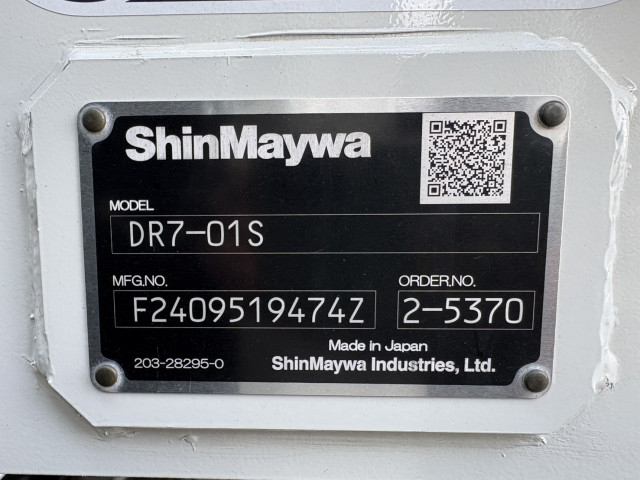 ShinMaywa
MODEL
DR7-01S
MFG.NO.
ORDER.NO.
F2409519474Z
2-5370
Made in Japan
203-28295-0
ShinMaywa Industries, Ltd.